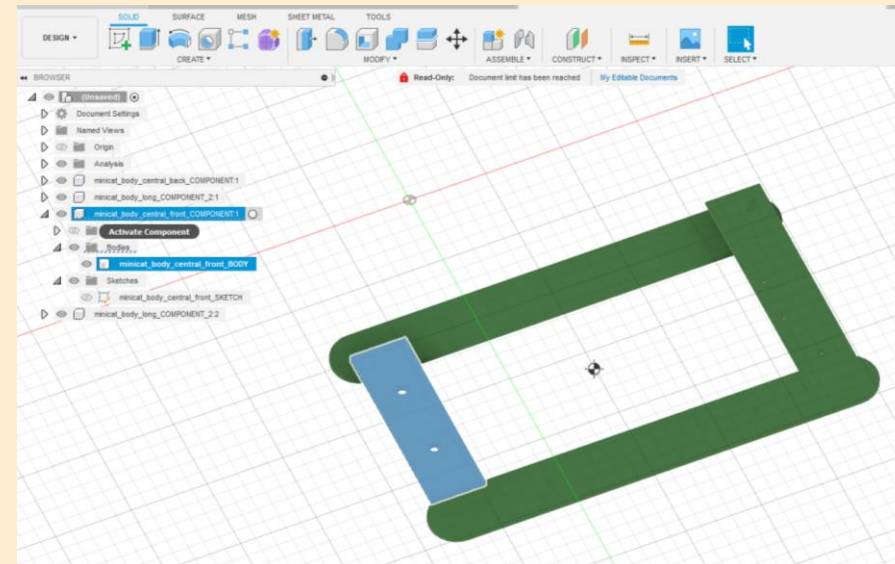 SOLID SURFACE MESH SHEET METAL TOOLS
DESIGN
CREATE MODIFY ASSEMBLE CONSTRUCT INSPECT INSERT SELECT
BROWSER
Read-Only: Document limit has been reached My Editable Documents
(Unsaved)
Document Settings
Named Views
Origin
Analysis
minicat_body_central_back_COMPONENT:1
minicat_body_long_COMPONENT_2:1
minicat_body_central_front_COMPONENT:1
Activate Component
Bodies
minicat_body_central_front_BODY
Sketches
minicat_body_central_front_SKETCH
minicat_body_long_COMPONENT_2:2